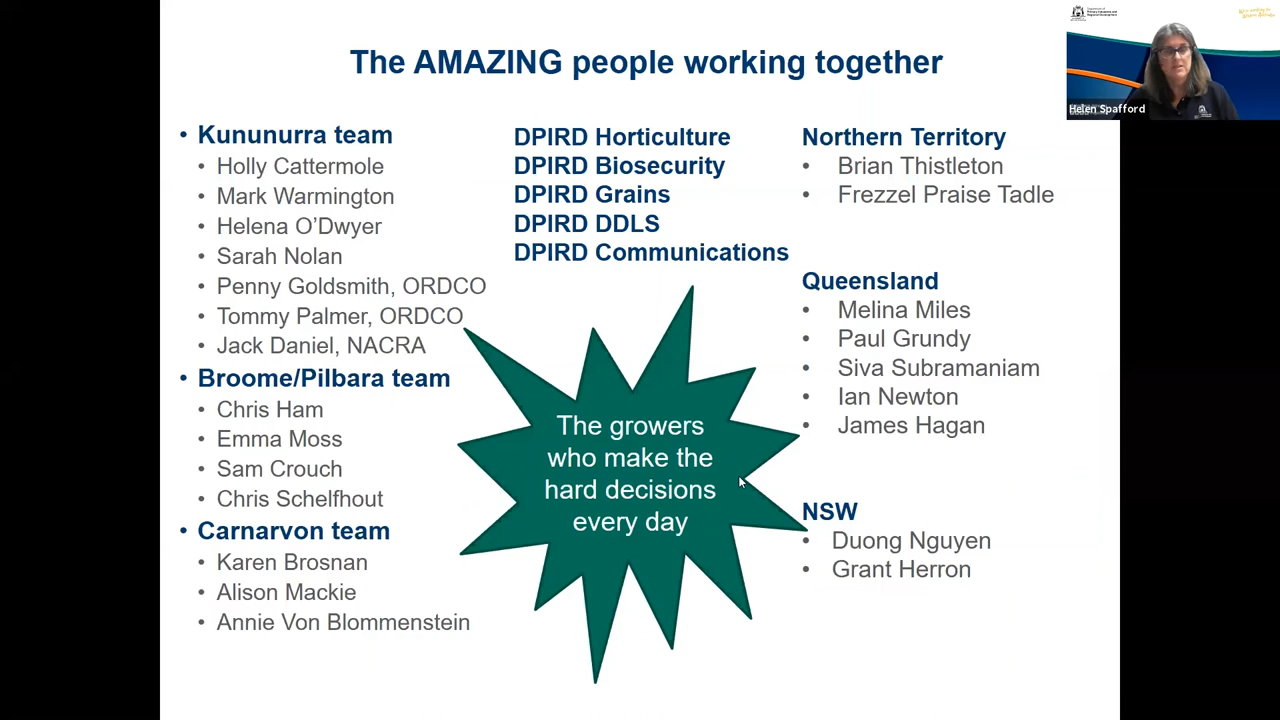 The AMAZING people working together
• Kununurra team
• Holly Cattermole
• Mark Warmington
• Helena O’Dwyer
• Sarah Nolan
• Penny Goldsmith, ORDCO
• Tommy Palmer, ORDCO
• Jack Daniel, NACRA
• Broome/Pilbara team
• Chris Ham
• Emma Moss
• Sam Crouch
• Chris Schelfhout
• Carnarvon team
• Karen Brosnan
• Alison Mackie
• Annie Von Blommenstein
DPIRD Horticulture
DPIRD Biosecurity
DPIRD Grains
DPIRD DDLS
DPIRD Communications
The growers
who make the
hard decisions
every day
Northern Territory
• Brian Thistleton
• Frezzel Praise Tadle
Queensland
• Melina Miles
• Paul Grundy
• Siva Subramaniam
• Ian Newton
• James Hagan
NSW
• Duong Nguyen
• Grant Herron
Helen Spafford